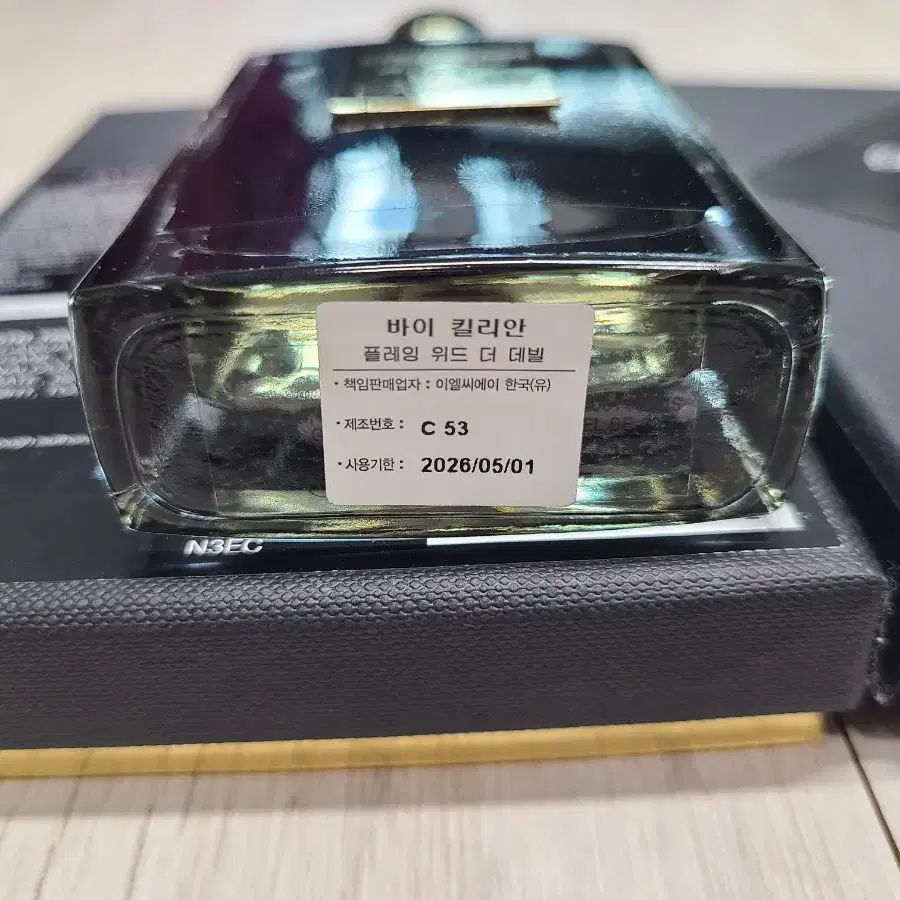 바이 킬리안
플레잉 위드 더 데빌
· 책임판매업자 : 이엘씨에이 한국(유)
· 제조번호 : C 53
· 사용기한 : 2026/05/01
N3EC